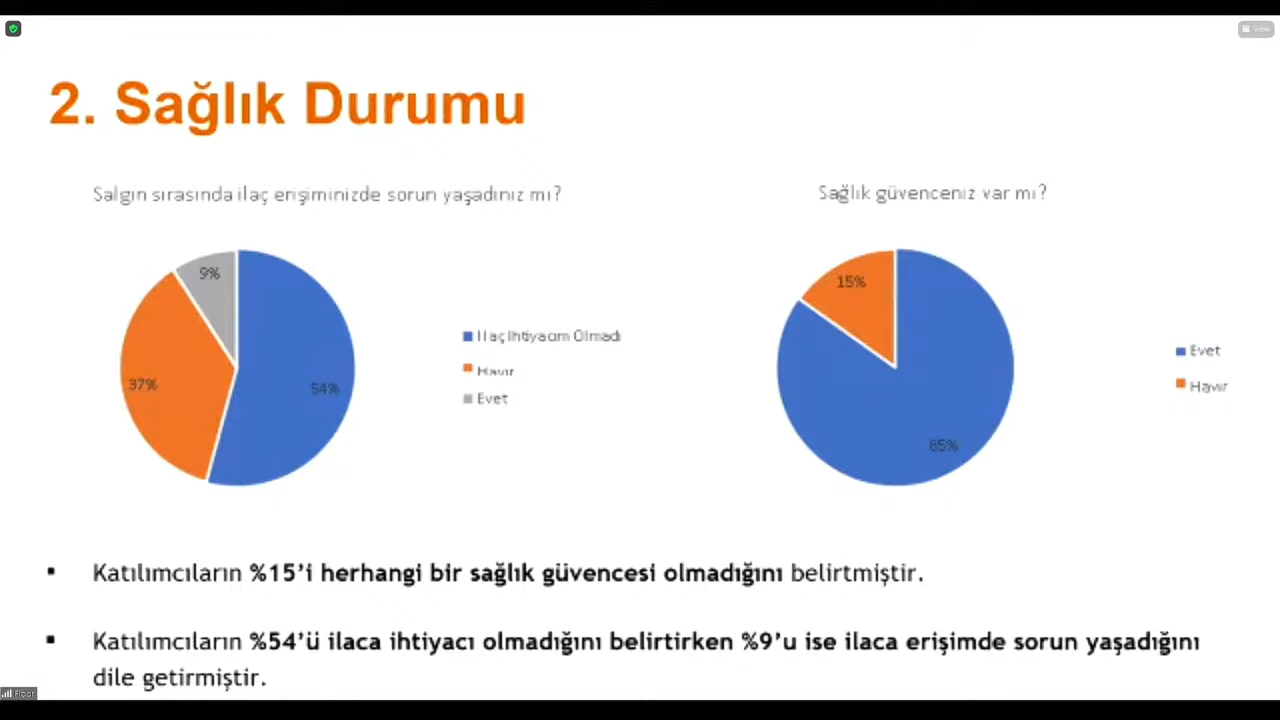 View
2. Sağlık Durumu
Salgın sırasında ilaç erişiminizde sorun yaşadınız mı?
Sağlık güvenceniz var mı?
9%
37%
54%
İlaç İhtiyacım Olmadı
Hayır
Evet
15%
85%
Evet
Hayır
▪ Katılımcıların %15’i herhangi bir sağlık güvencesi olmadığını belirtmiştir.
▪ Katılımcıların %54’ü ilaca ihtiyacı olmadığını belirtirken %9’u ise ilaca erişimde sorun yaşadığını
dile getirmiştir.
Floor